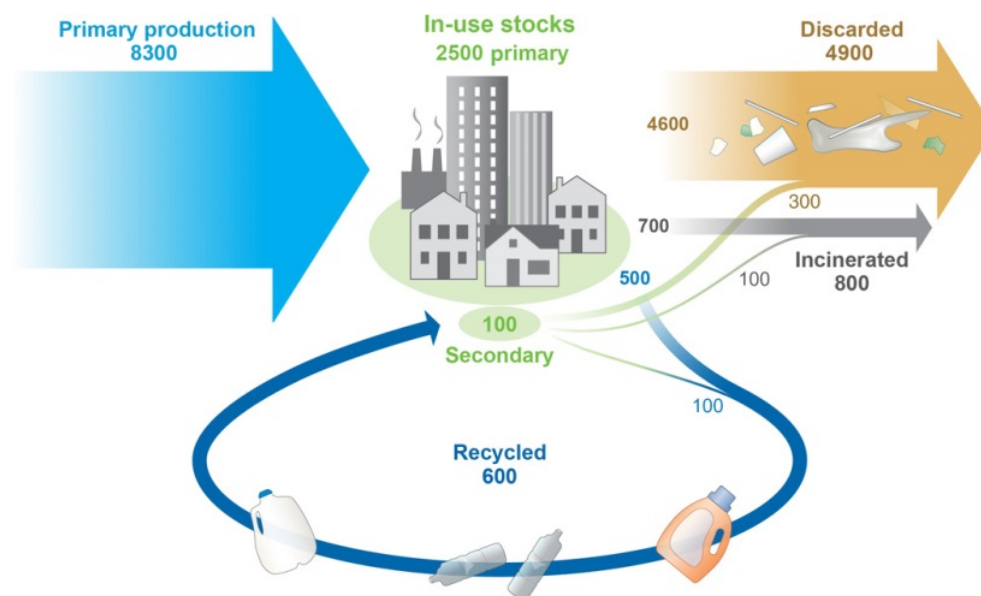 Primary production
8300
In-use stocks
2500 primary
Discarded
4900
4600
300
700
Incinerated
800
500
100
100
Secondary
100
Recycled
600